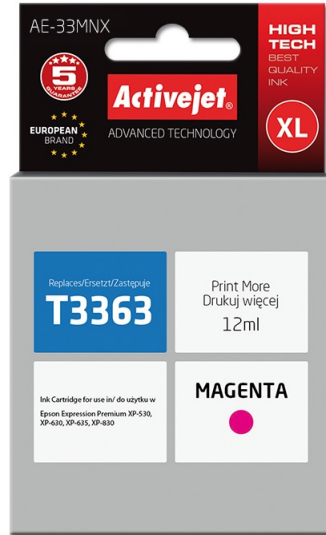 AE-33MNX
HIGH
TECH
BEST
QUALITY
INK
5
YEARS
GUARANTEE
Activejet®
EUROPEAN
BRAND
ADVANCED TECHNOLOGY
XL
Replaces/Ersetzt/Zastępuje
T3363
Print More
Drukuj więcej
12ml
Ink Cartridge for use in/ do użytku w
Epson Expression Premium XP-530,
XP-630, XP-635, XP-830
MAGENTA